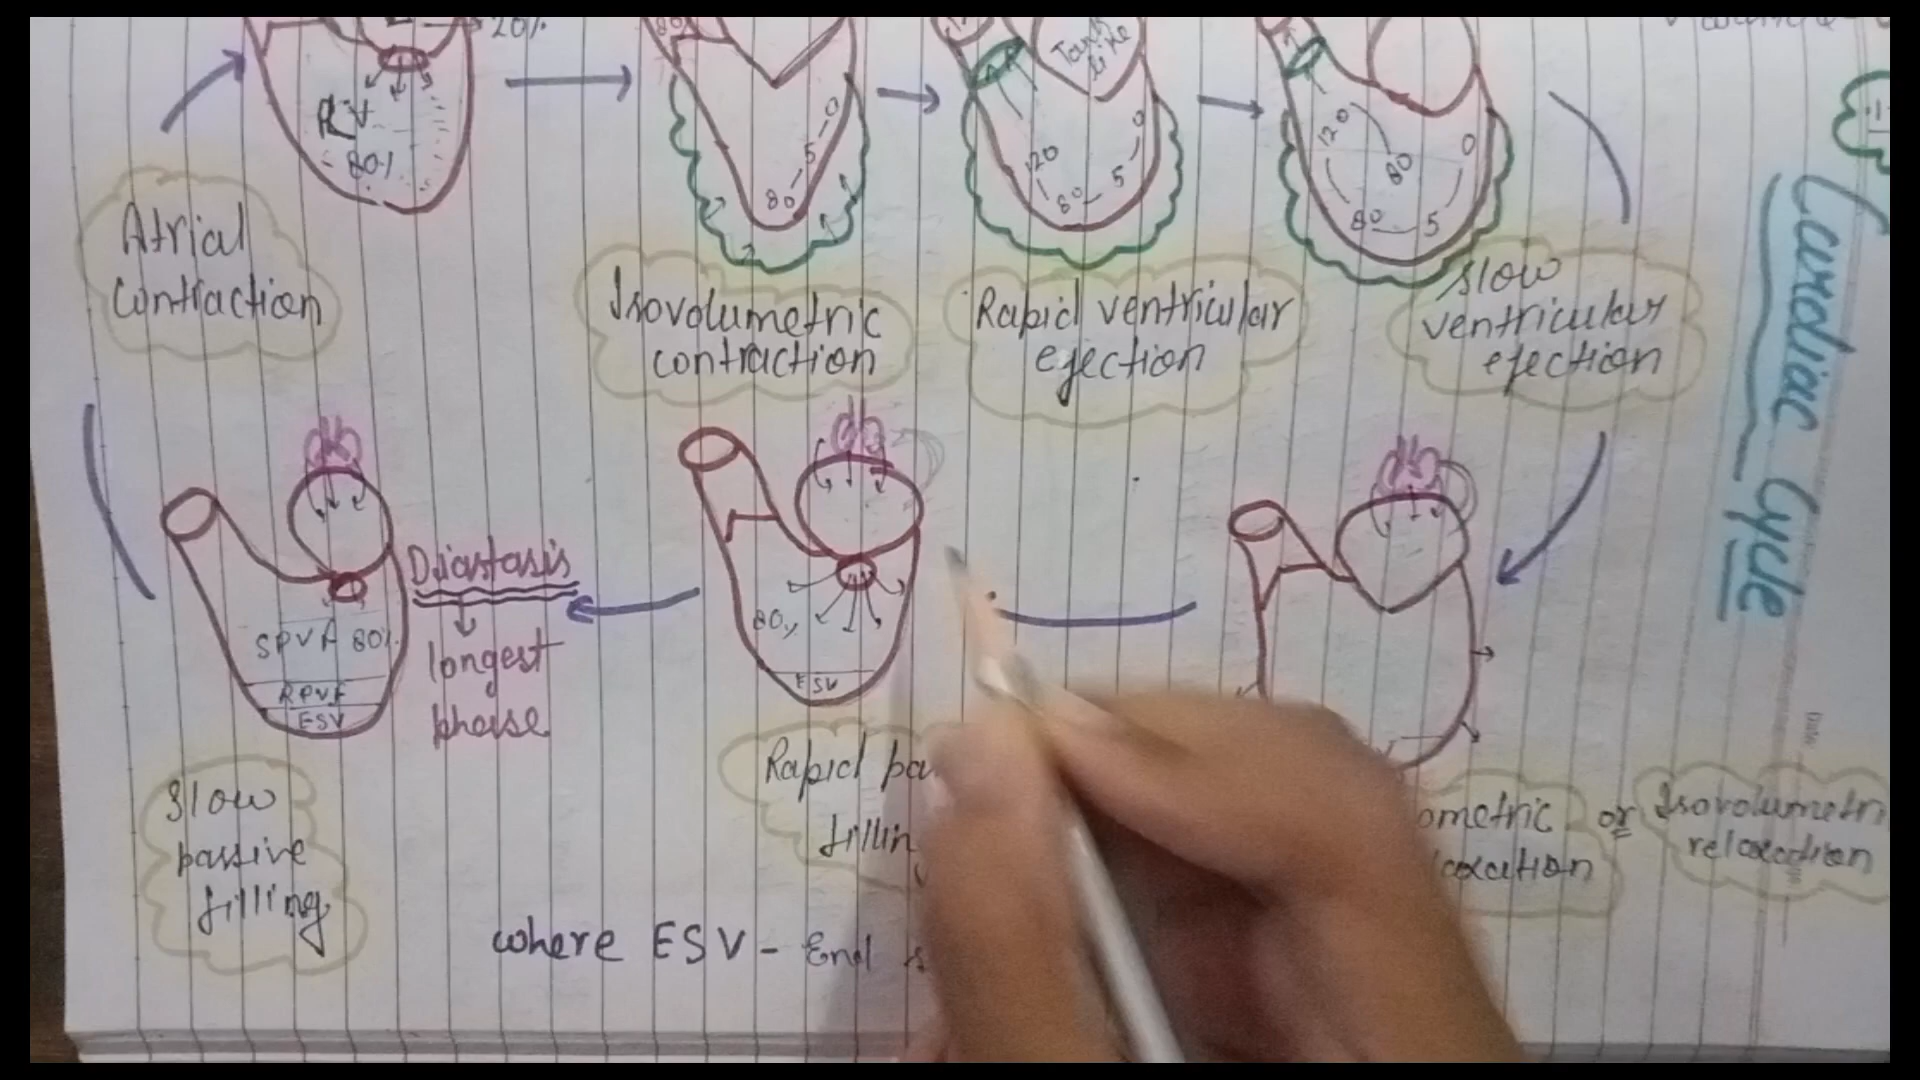 20%
RV
80%
80
0
5
80
Tank
like
120
80
5
0
120
80
0
80
5
Atrial
contraction
Isovolumetric
contraction
Rapid ventricular
ejection
slow
ventricular
ejection
Cardiac Cycle
Diastasis
longest
phase
SPVF 80%
RPVF
ESV
80%
ESV
Slow
passive
filling
Rapid pa
fillin
ometric or Isovolumetri
laxation relaxation
where ESV - End s